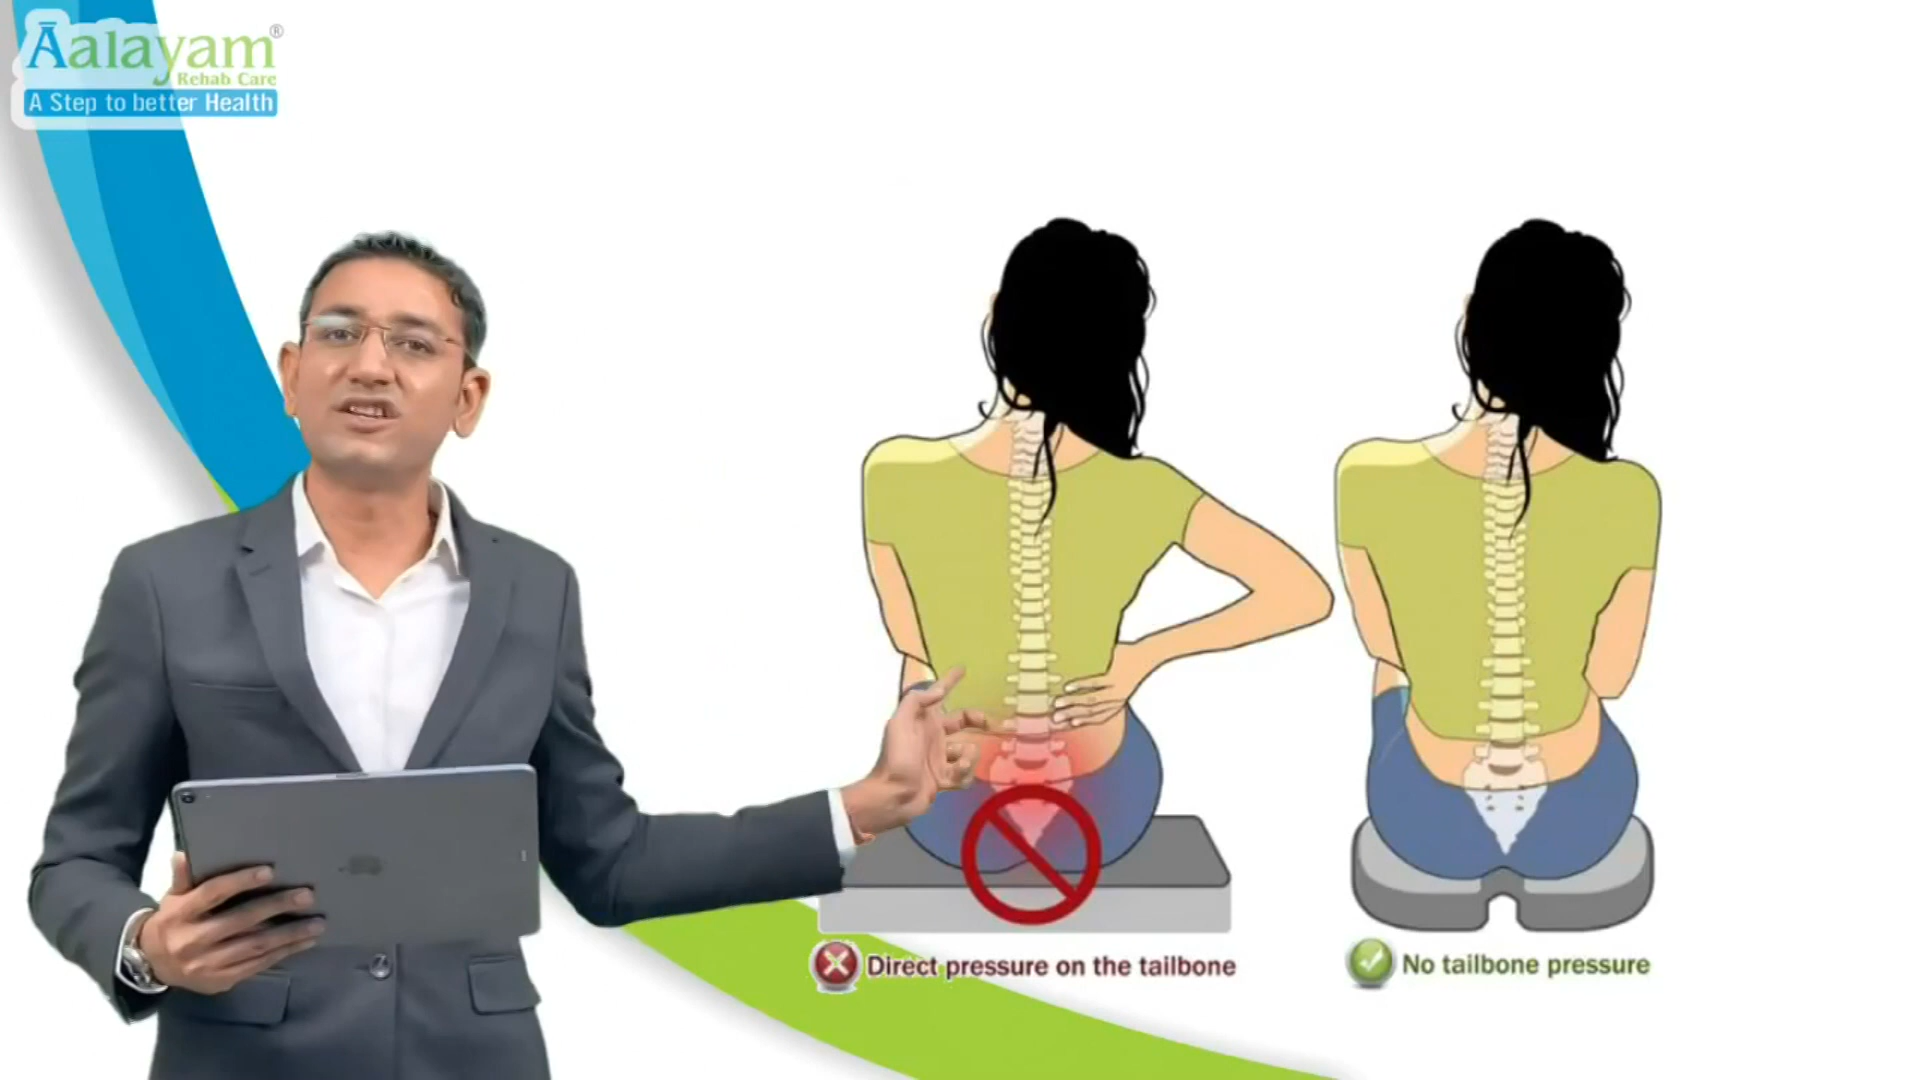 Aalayam®
Rehab Care
A Step to better Health
Direct pressure on the tailbone
No tailbone pressure